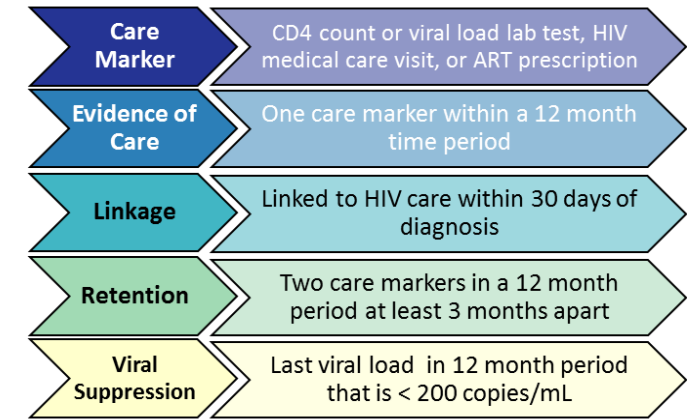 Care
Marker
CD4 count or viral load lab test, HIV
medical care visit, or ART prescription
Evidence of
Care
One care marker within a 12 month
time period
Linkage
Linked to HIV care within 30 days of
diagnosis
Retention
Two care markers in a 12 month
period at least 3 months apart
Viral
Suppression
Last viral load in 12 month period
that is < 200 copies/mL